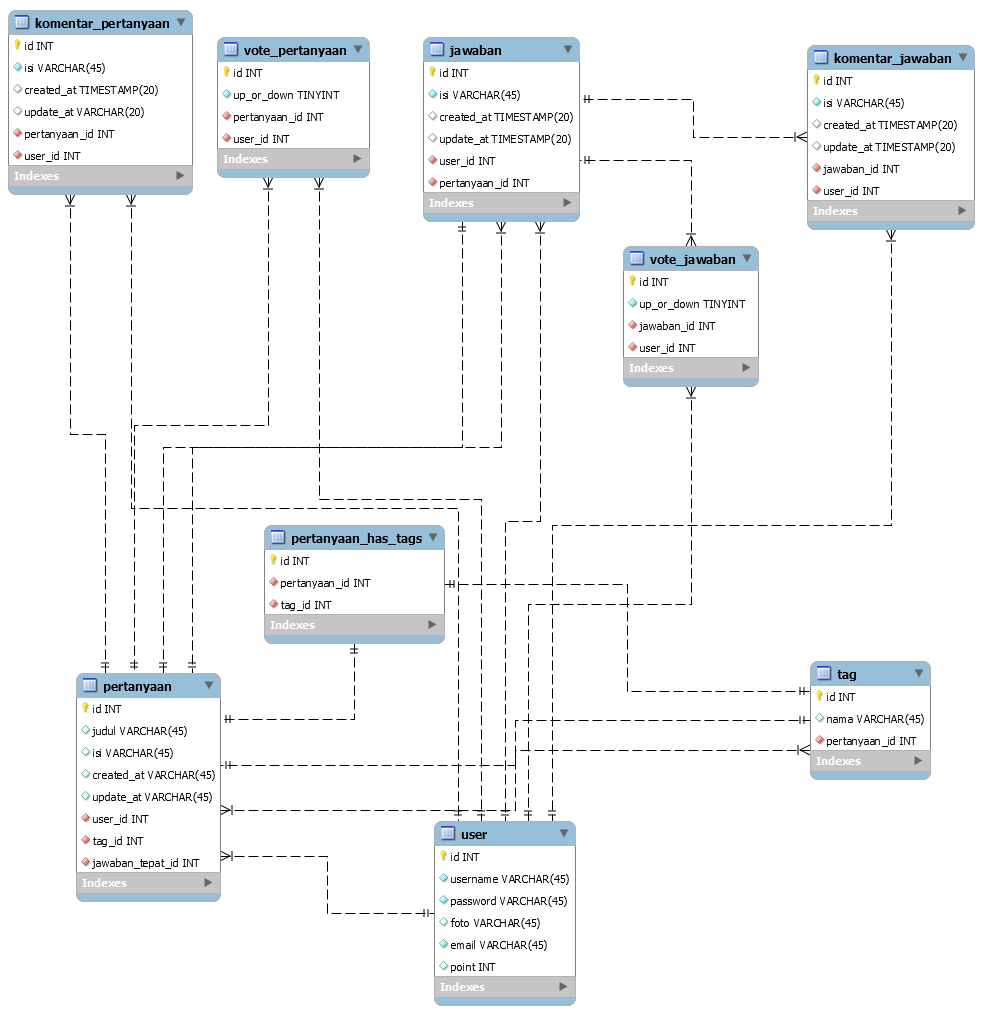 komentar_pertanyaan
id INT
isi VARCHAR(45)
created_at TIMESTAMP(20)
update_at VARCHAR(20)
pertanyaan_id INT
user_id INT
Indexes
vote_pertanyaan
id INT
up_or_down TINYINT
pertanyaan_id INT
user_id INT
Indexes
jawaban
id INT
isi VARCHAR(45)
created_at TIMESTAMP(20)
update_at TIMESTAMP(20)
user_id INT
pertanyaan_id INT
Indexes
komentar_jawaban
id INT
isi VARCHAR(45)
created_at TIMESTAMP(20)
update_at TIMESTAMP(20)
jawaban_id INT
user_id INT
Indexes
vote_jawaban
id INT
up_or_down TINYINT
jawaban_id INT
user_id INT
Indexes
pertanyaan_has_tags
id INT
pertanyaan_id INT
tag_id INT
Indexes
pertanyaan
id INT
judul VARCHAR(45)
isi VARCHAR(45)
created_at VARCHAR(45)
update_at VARCHAR(45)
user_id INT
tag_id INT
jawaban_tepat_id INT
Indexes
tag
id INT
nama VARCHAR(45)
pertanyaan_id INT
Indexes
user
id INT
username VARCHAR(45)
password VARCHAR(45)
foto VARCHAR(45)
email VARCHAR(45)
point INT
Indexes